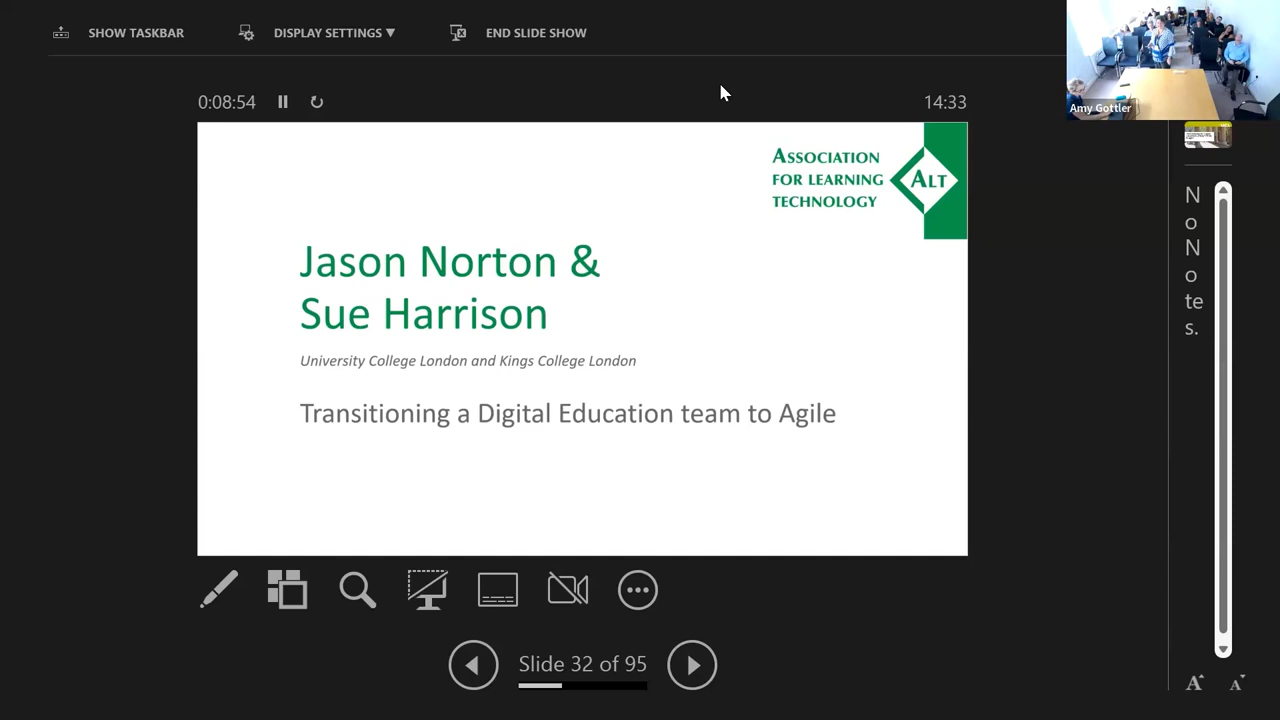 SHOW TASKBAR
DISPLAY SETTINGS ▼
END SLIDE SHOW
Amy Gottler
0:08:54
14:33
ASSOCIATION
FOR LEARNING
TECHNOLOGY
ALT
Jason Norton &
Sue Harrison
University College London and Kings College London
Transitioning a Digital Education team to Agile
N
o
N
o
te
s.
Slide 32 of 95
A
A